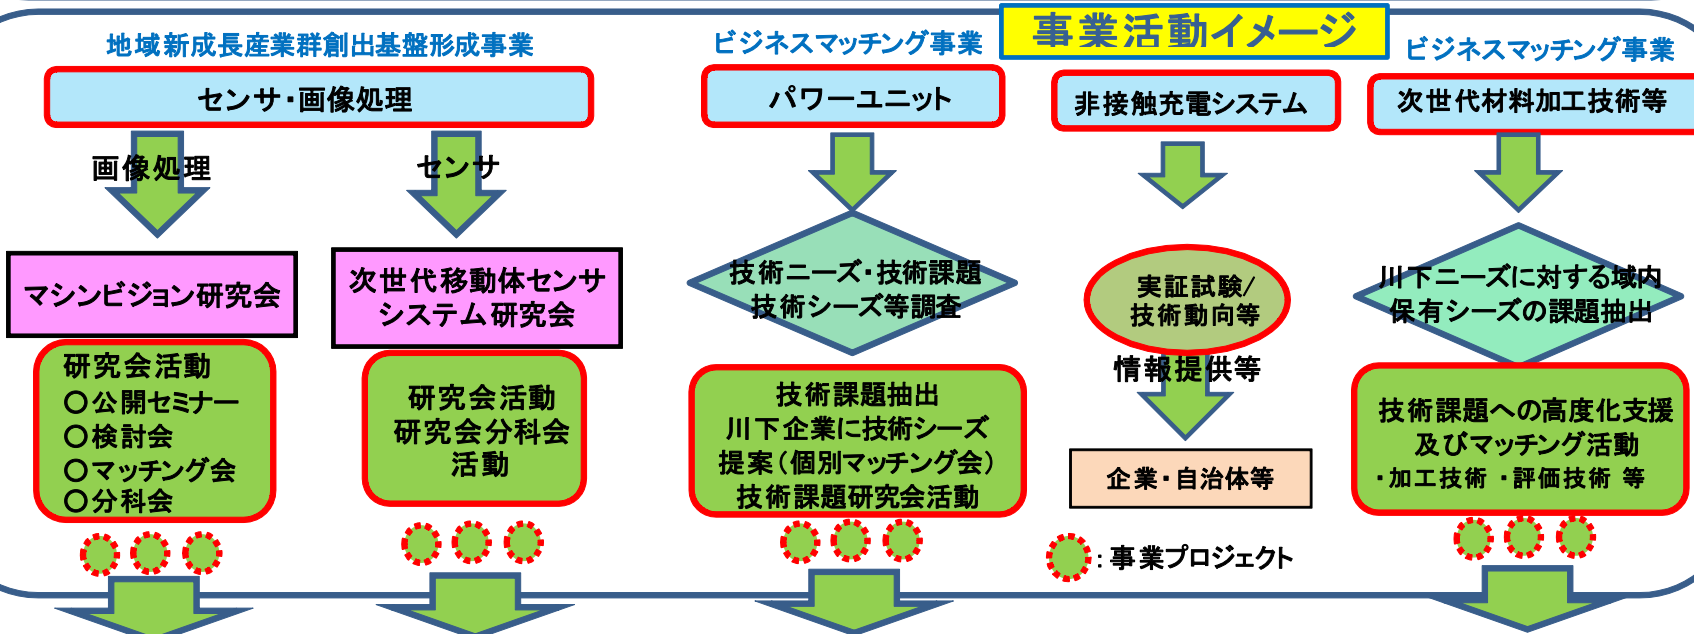 事業活動イメージ
地域新成長産業群創出基盤形成事業
センサ・画像処理
画像処理
センサ
マシンビジョン研究会
研究会活動
○公開セミナー
○検討会
○マッチング会
○分科会
次世代移動体センサ
システム研究会
研究会活動
研究会分科会
活動
ビジネスマッチング事業
パワーユニット
技術ニーズ・技術課題
技術シーズ等調査
技術課題抽出
川下企業に技術シーズ
提案(個別マッチング会)
技術課題研究会活動
非接触充電システム
実証試験/
技術動向等
情報提供等
企業・自治体等
:事業プロジェクト
ビジネスマッチング事業
次世代材料加工技術等
川下ニーズに対する域内
保有シーズの課題抽出
技術課題への高度化支援
及びマッチング活動
・加工技術 ・評価技術 等